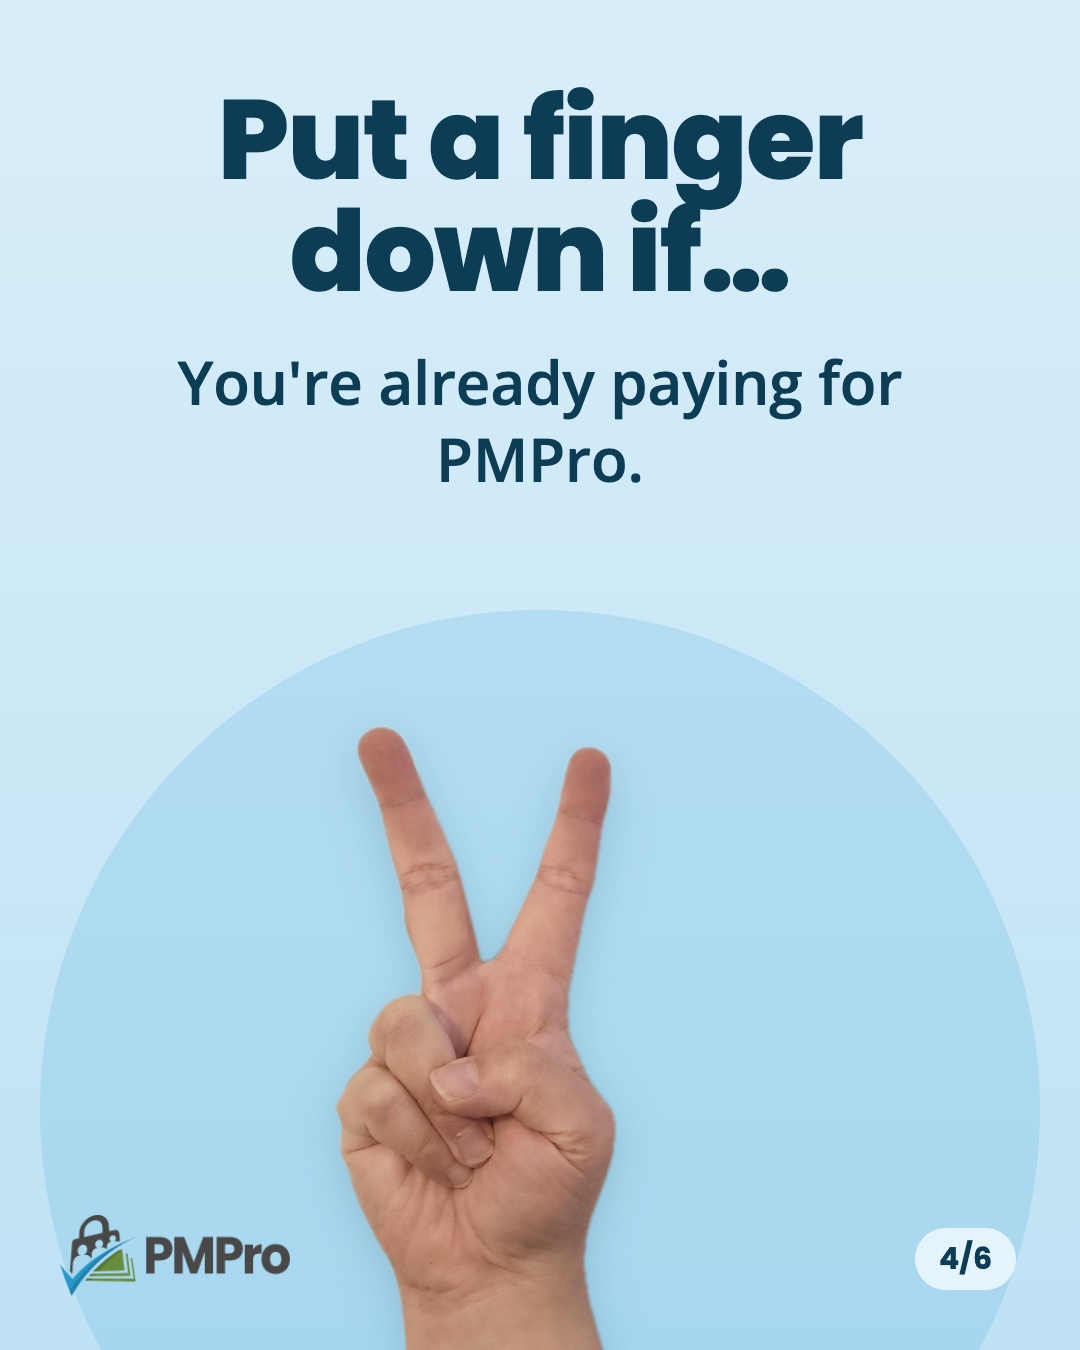 Put a finger
down if...
You're already paying for
PMPro.
PMPro
4/6